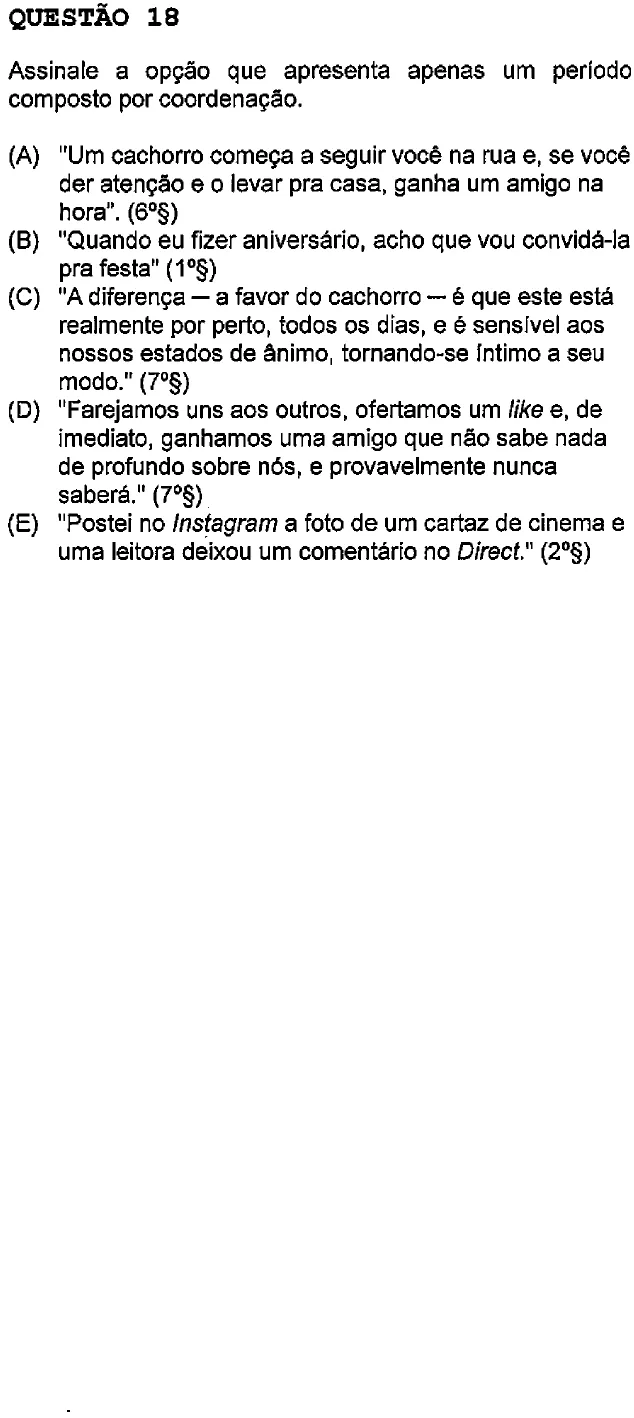 QUESTÃO 18
Assinale a opção que apresenta apenas um período
composto por coordenação.
(A) "Um cachorro começa a seguir você na rua e, se você
der atenção e o levar pra casa, ganha um amigo na
hora". (6º§)
(B) "Quando eu fizer aniversário, acho que vou convidá-la
pra festa" (1º§)
(C) "A diferença — a favor do cachorro — é que este está
realmente por perto, todos os dias, e é sensível aos
nossos estados de ânimo, tornando-se íntimo a seu
modo." (7º§)
(D) "Farejamos uns aos outros, ofertamos um like e, de
imediato, ganhamos uma amigo que não sabe nada
de profundo sobre nós, e provavelmente nunca
saberá." (7º§)
(E) "Postei no Instagram a foto de um cartaz de cinema e
uma leitora deixou um comentário no Direct." (2º§)